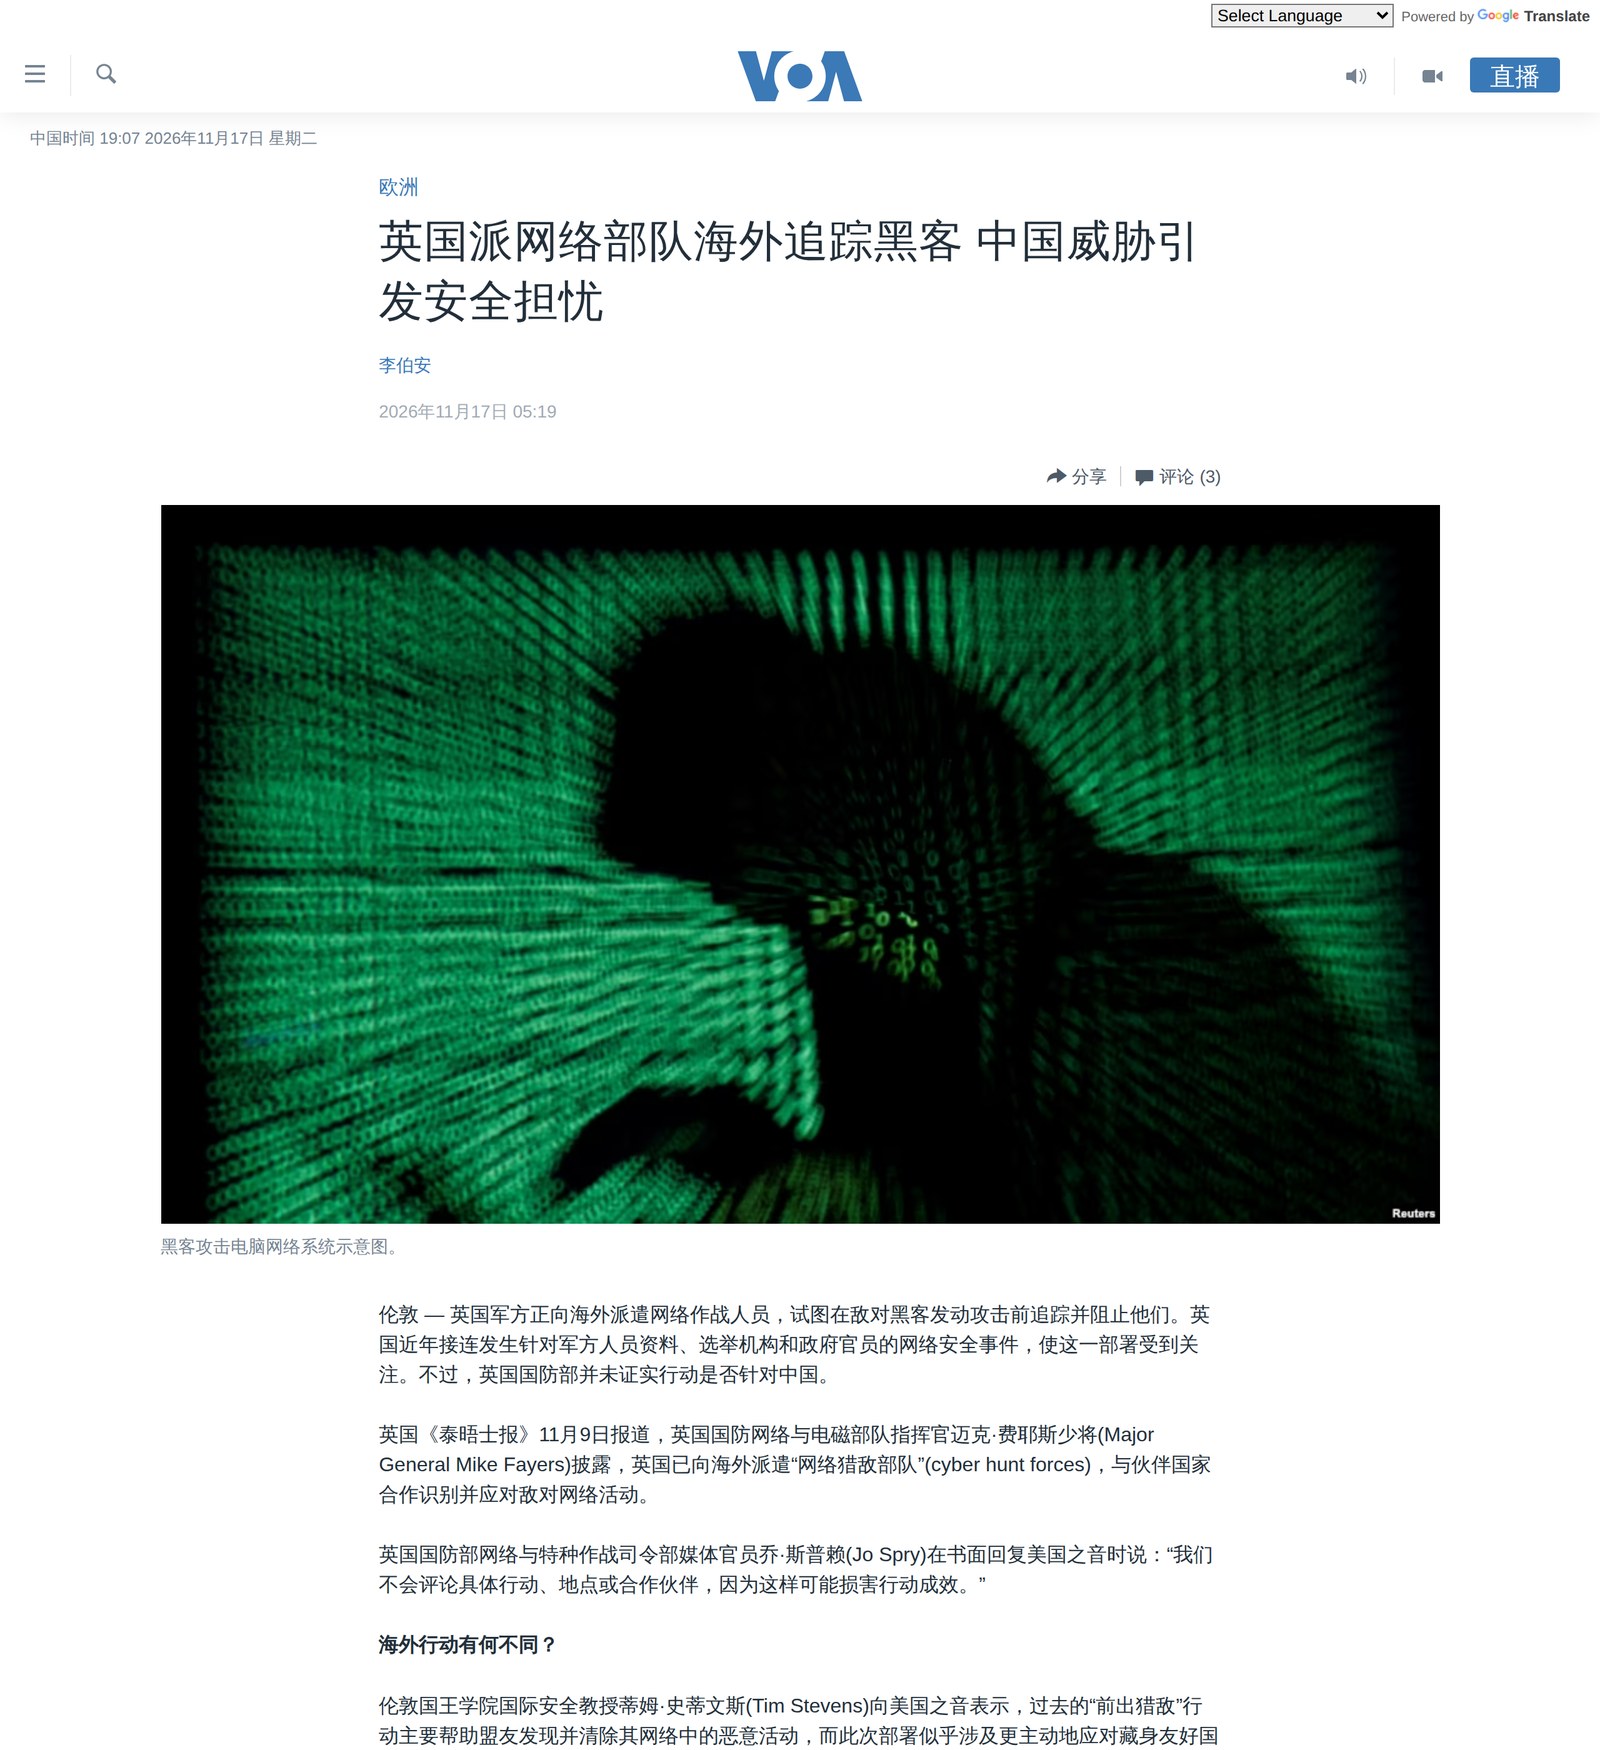 Select Language
Powered by Google Translate
VOA
直播
中国时间 19:07 2026年11月17日 星期二
欧洲
英国派网络部队海外追踪黑客 中国威胁引
发安全担忧
李伯安
2026年11月17日 05:19
分享
评论 (3)
Reuters
黑客攻击电脑网络系统示意图。
伦敦 — 英国军方正向海外派遣网络作战人员，试图在敌对黑客发动攻击前追踪并阻止他们。英
国近年接连发生针对军方人员资料、选举机构和政府官员的网络安全事件，使这一部署受到关
注。不过，英国国防部并未证实行动是否针对中国。
英国《泰晤士报》11月9日报道，英国国防网络与电磁部队指挥官迈克·费耶斯少将(Major
General Mike Fayers)披露，英国已向海外派遣“网络猎敌部队”(cyber hunt forces)，与伙伴国家
合作识别并应对敌对网络活动。
英国国防部网络与特种作战司令部媒体官员乔·斯普赖(Jo Spry)在书面回复美国之音时说：“我们
不会评论具体行动、地点或合作伙伴，因为这样可能损害行动成效。”
海外行动有何不同？
伦敦国王学院国际安全教授蒂姆·史蒂文斯(Tim Stevens)向美国之音表示，过去的“前出猎敌”行
动主要帮助盟友发现并清除其网络中的恶意活动，而此次部署似乎涉及更主动地应对藏身友好国